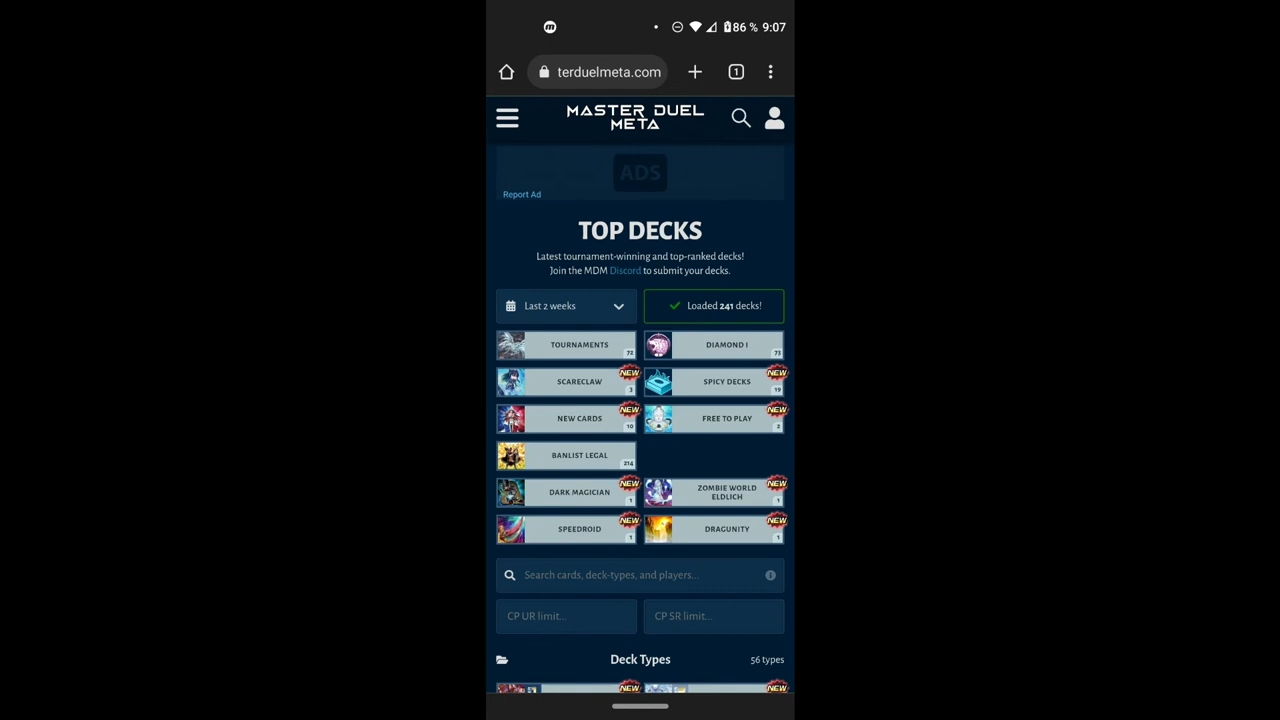 86 % 9:07
terduelmeta.com
1
MASTER DUEL
META
ADS
Report Ad
TOP DECKS
Latest tournament-winning and top-ranked decks!
Join the MDM Discord to submit your decks.
Last 2 weeks
Loaded 241 decks!
TOURNAMENTS
72
DIAMOND I
73
SCARECLAW
NEW
3
SPICY DECKS
NEW
19
NEW CARDS
NEW
10
FREE TO PLAY
NEW
2
BANLIST LEGAL
214
DARK MAGICIAN
NEW
1
ZOMBIE WORLD
ELDLICH
NEW
1
SPEEDROID
NEW
1
DRAGUNITY
NEW
1
Search cards, deck-types, and players...
CP UR limit...
CP SR limit...
Deck Types
56 types
NEW
NEW